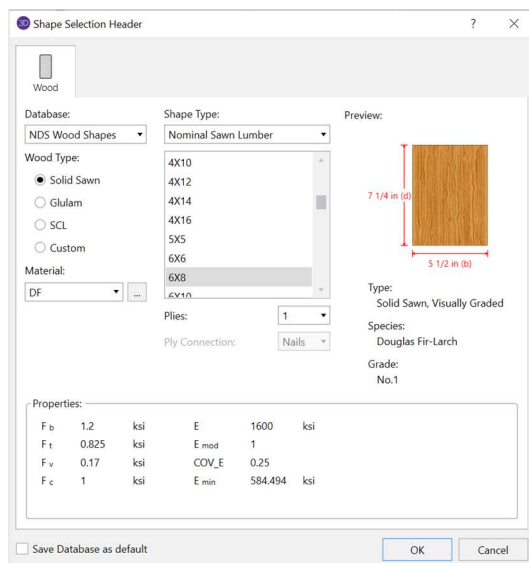 3D Shape Selection Header ? ×
Wood
Database:
NDS Wood Shapes
Wood Type:
Solid Sawn
Glulam
SCL
Custom
Material:
DF ...
Shape Type:
Nominal Sawn Lumber
4X10
4X12
4X14
4X16
5X5
6X6
6X8
6X10
Plies: 1
Ply Connection: Nails
Preview:
7 1/4 in (d)
5 1/2 in (b)
Type:
Solid Sawn, Visually Graded
Species:
Douglas Fir-Larch
Grade:
No.1
Properties:
F b 1.2 ksi E 1600 ksi
F t 0.825 ksi E mod 1
F v 0.17 ksi COV_E 0.25
F c 1 ksi E min 584.494 ksi
Save Database as default OK Cancel